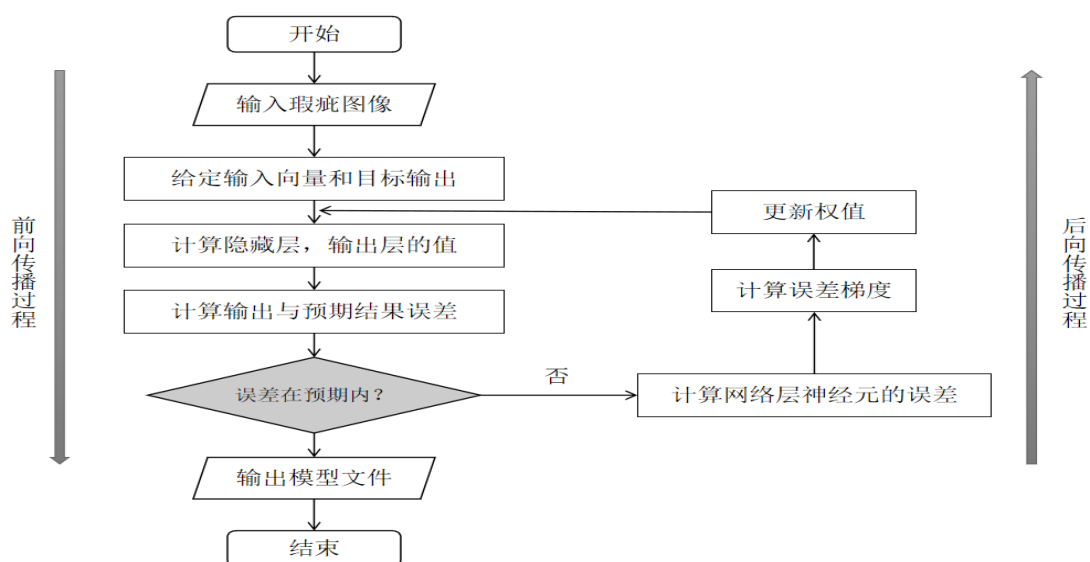 开始
输入瑕疵图像
给定输入向量和目标输出
更新权值
计算隐藏层，输出层的值
计算误差梯度
计算输出与预期结果误差
误差在预期内？
否
计算网络层神经元的误差
输出模型文件
结束
前向传播过程
后向传播过程